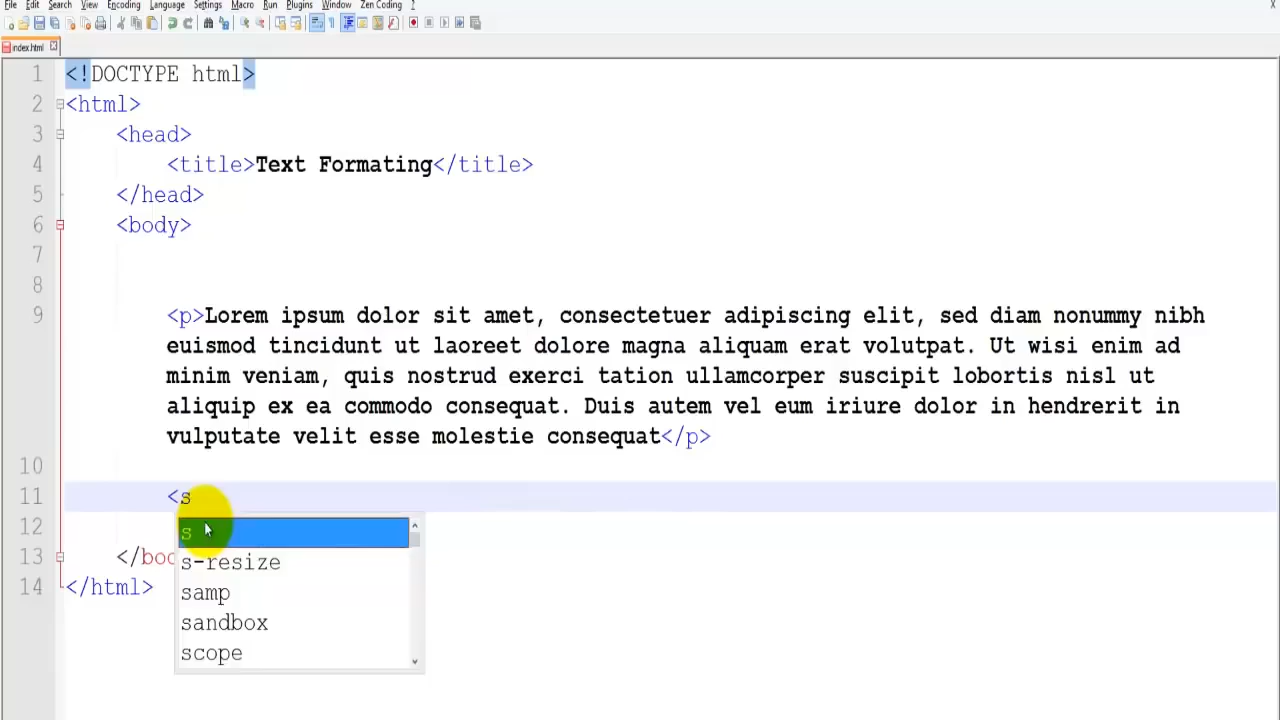 File Edit Search View Encoding Language Settings Macro Run Plugins Window Zen Coding ?
X
index.html
1 <!DOCTYPE html>
2 <html>
3 <head>
4 <title>Text Formating</title>
5 </head>
6 <body>
7
8
9 <p>Lorem ipsum dolor sit amet, consectetuer adipiscing elit, sed diam nonummy nibh
euismod tincidunt ut laoreet dolore magna aliquam erat volutpat. Ut wisi enim ad
minim veniam, quis nostrud exerci tation ullamcorper suscipit lobortis nisl ut
aliquip ex ea commodo consequat. Duis autem vel eum iriure dolor in hendrerit in
vulputate velit esse molestie consequat</p>
10
11 <s
12
s
13 </boc
s-resize
14 </html>
samp
sandbox
scope